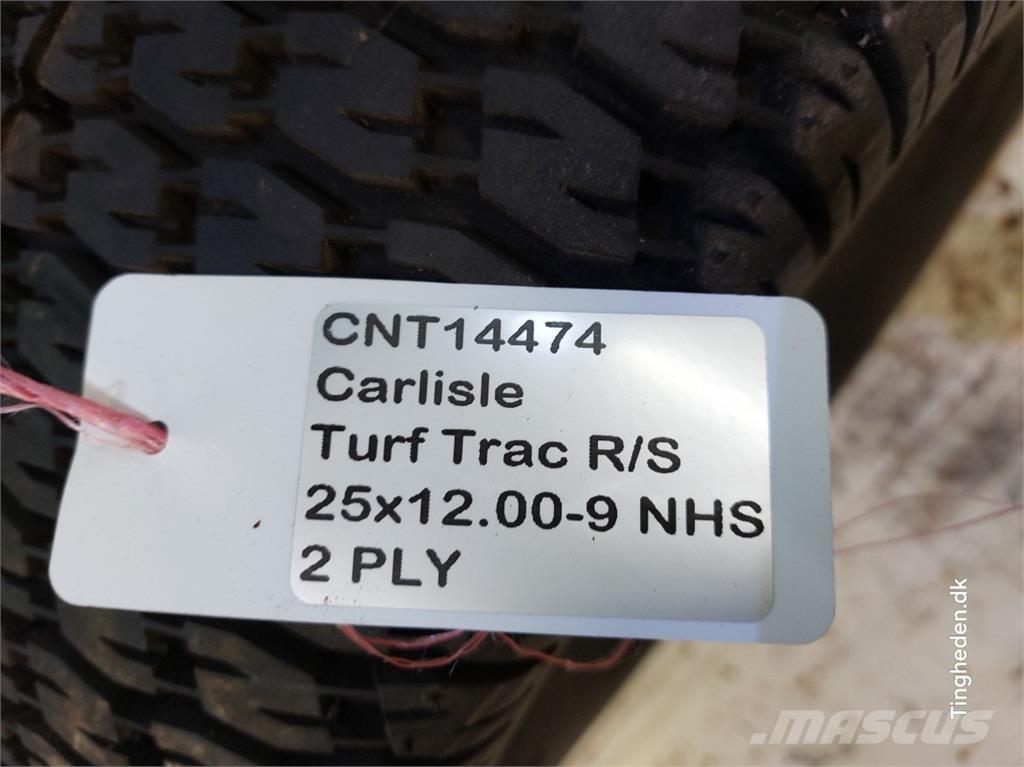 CNT14474
Carlisle
Turf Trac R/S
25x12.00-9 NHS
2 PLY
Tingheden.dk
MASCUS